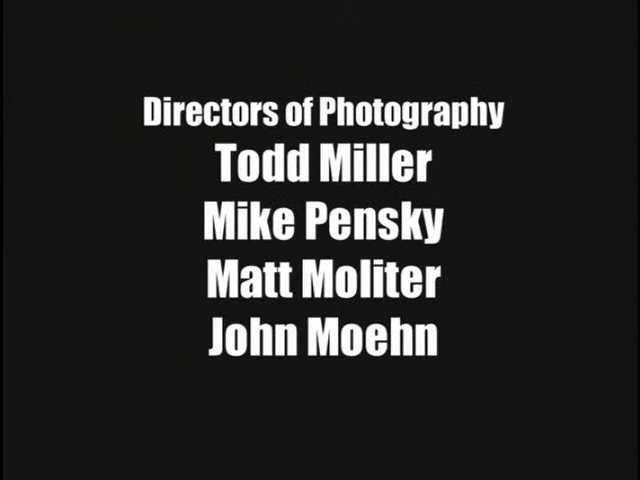 Directors of Photography
Todd Miller
Mike Pensky
Matt Moliter
John Moehn